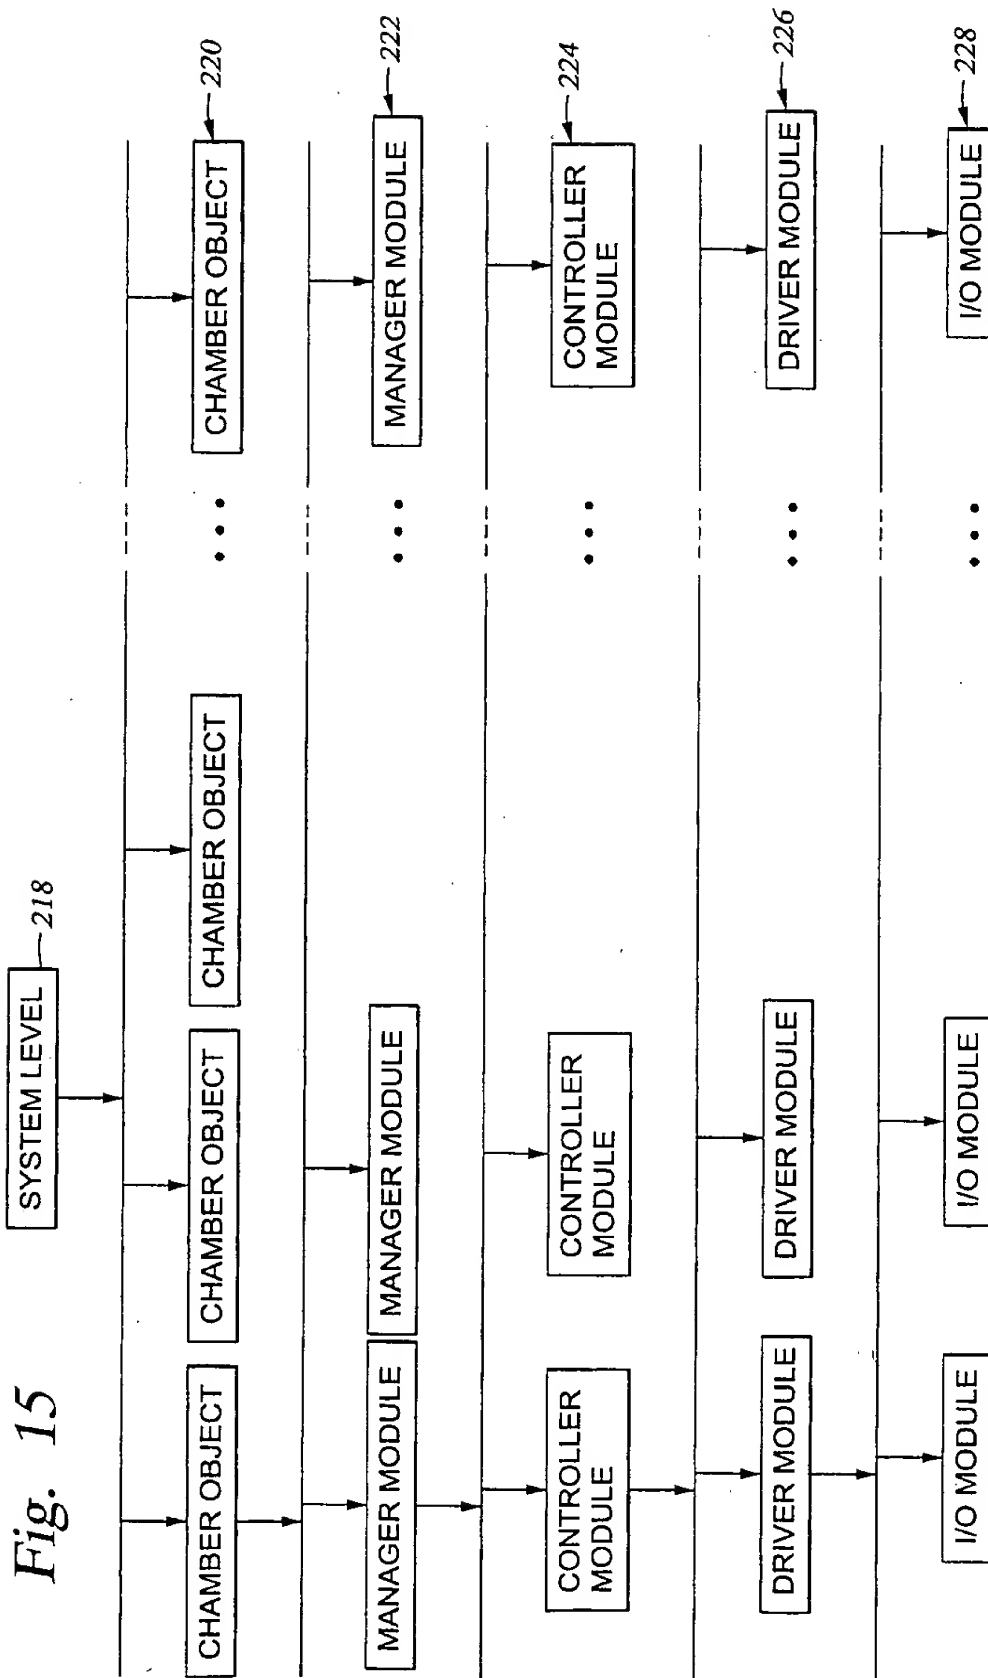 Fig. 15
SYSTEM LEVEL
218
CHAMBER OBJECT
CHAMBER OBJECT
CHAMBER OBJECT
CHAMBER OBJECT
220
MANAGER MODULE
MANAGER MODULE
MANAGER MODULE
222
CONTROLLER
MODULE
CONTROLLER
MODULE
CONTROLLER
MODULE
224
DRIVER MODULE
DRIVER MODULE
DRIVER MODULE
226
I/O MODULE
I/O MODULE
I/O MODULE
228